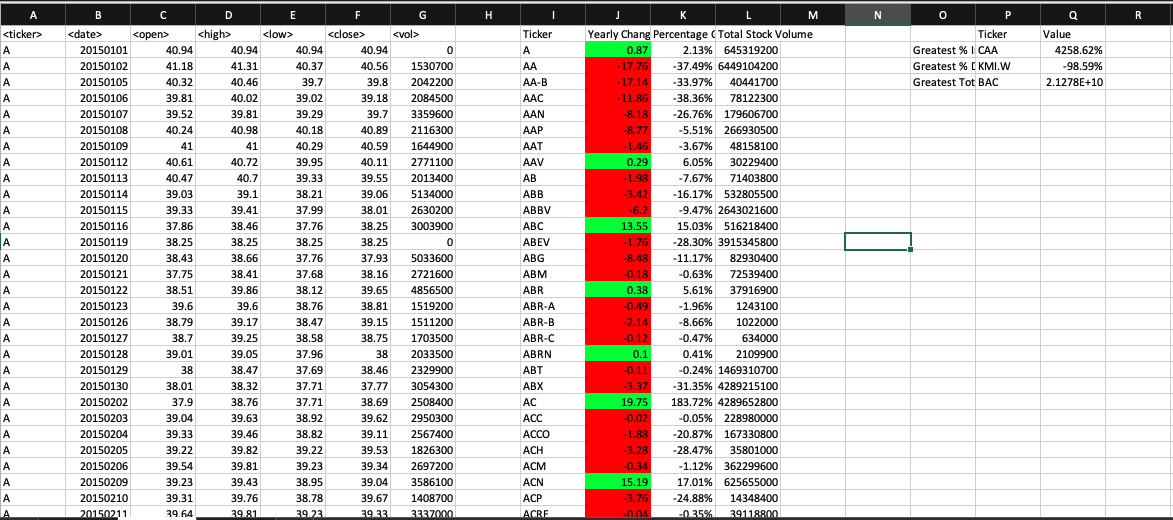 A B C D E F G H I J K L M N O P Q R
<ticker> <date> <open> <high> <low> <close> <vol> Ticker Yearly Chang Percentage ( Total Stock Volume Ticker Value
A 20150101 40.94 40.94 40.94 40.94 0 A 0.87 2.13% 645319200 Greatest % I CAA 4258.62%
A 20150102 41.18 41.31 40.37 40.56 1530700 AA -17.76 -37.49% 6449104200 Greatest % D KMI.W -98.59%
A 20150105 40.32 40.46 39.7 39.8 2042200 AA-B -17.14 -33.97% 40441700 Greatest Tot BAC 2.1278E+10
A 20150106 39.81 40.02 39.02 39.18 2084500 AAC -11.86 -38.36% 78122300
A 20150107 39.52 39.81 39.29 39.7 3359600 AAN -8.18 -26.76% 179606700
A 20150108 40.24 40.98 40.18 40.89 2116300 AAP -8.77 -5.51% 266930500
A 20150109 41 41 40.29 40.59 1644900 AAT -1.46 -3.67% 48158100
A 20150112 40.61 40.72 39.95 40.11 2771100 AAV 0.29 6.05% 30229400
A 20150113 40.47 40.7 39.33 39.55 2013400 AB -1.98 -7.67% 71403800
A 20150114 39.03 39.1 38.21 39.06 5134000 ABB -3.42 -16.17% 532805500
A 20150115 39.33 39.41 37.99 38.01 2630200 ABBV -6.2 -9.47% 2643021600
A 20150116 37.86 38.46 37.76 38.25 3003900 ABC 13.55 15.03% 516218400
A 20150119 38.25 38.25 38.25 38.25 0 ABEV -1.76 -28.30% 3915345800
A 20150120 38.43 38.66 37.76 37.93 5033600 ABG -8.48 -11.17% 82930400
A 20150121 37.75 38.41 37.68 38.16 2721600 ABM -0.18 -0.63% 72539400
A 20150122 38.51 39.86 38.12 39.65 4856500 ABR 0.38 5.61% 37916900
A 20150123 39.6 39.6 38.76 38.81 1519200 ABR-A -0.49 -1.96% 1243100
A 20150126 38.79 39.17 38.47 39.15 1511200 ABR-B -2.14 -8.66% 1022000
A 20150127 38.7 39.25 38.58 38.75 1703500 ABR-C -0.12 -0.47% 634000
A 20150128 39.01 39.05 37.96 38 2033500 ABRN 0.1 0.41% 2109900
A 20150129 38 38.47 37.69 38.46 2329900 ABT -0.11 -0.24% 1469310700
A 20150130 38.01 38.32 37.71 37.77 3054300 ABX -3.37 -31.35% 4289215100
A 20150202 37.9 38.76 37.71 38.69 2508400 AC 19.75 183.72% 4289652800
A 20150203 39.04 39.63 38.92 39.62 2950300 ACC -0.02 -0.05% 228980000
A 20150204 39.33 39.46 38.82 39.11 2567400 ACCO -1.88 -20.87% 167330800
A 20150205 39.22 39.82 39.22 39.53 1826300 ACH -3.28 -28.47% 35801000
A 20150206 39.54 39.81 39.23 39.34 2697200 ACM -0.34 -1.12% 362299600
A 20150209 39.23 39.43 38.95 39.04 3586100 ACN 15.19 17.01% 625655000
A 20150210 39.31 39.76 38.78 39.67 1408700 ACP -3.76 -24.88% 14348400
A 20150211 39.64 39.81 39.23 39.33 3337000 ACRE -0.04 -0.35% 39118800